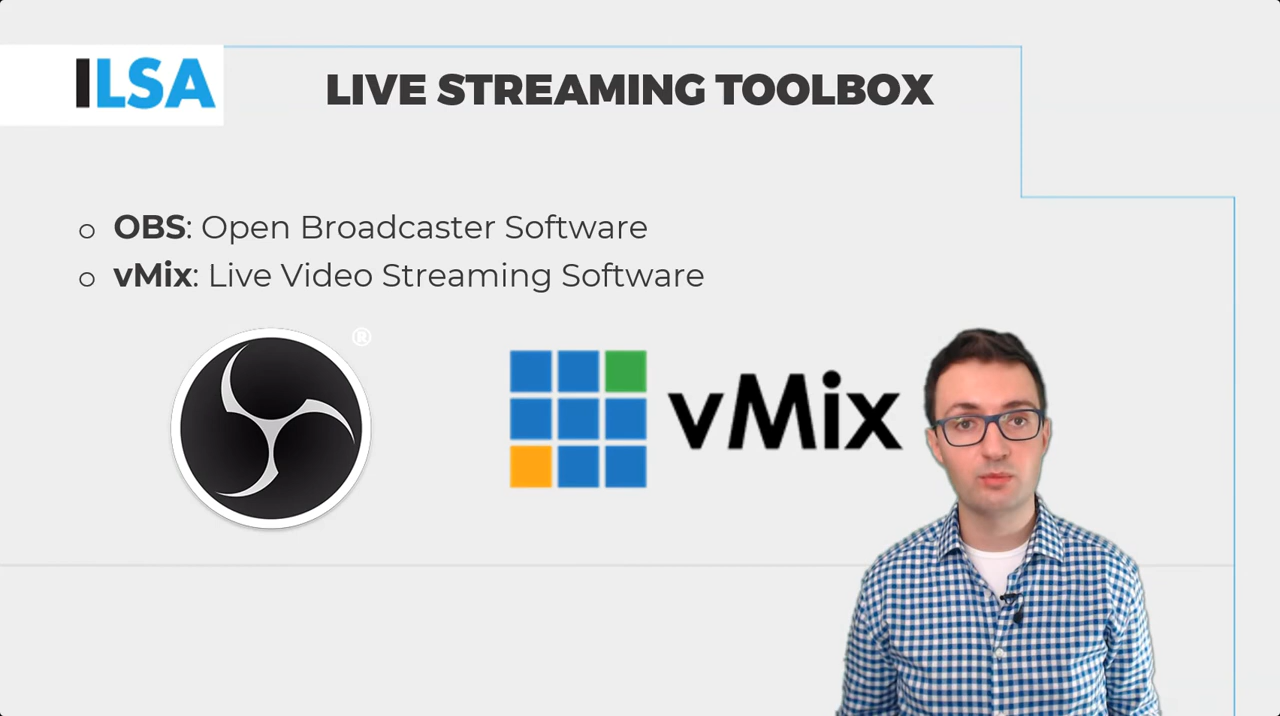 ILSA
LIVE STREAMING TOOLBOX
o OBS: Open Broadcaster Software
o vMix: Live Video Streaming Software
®
vMix